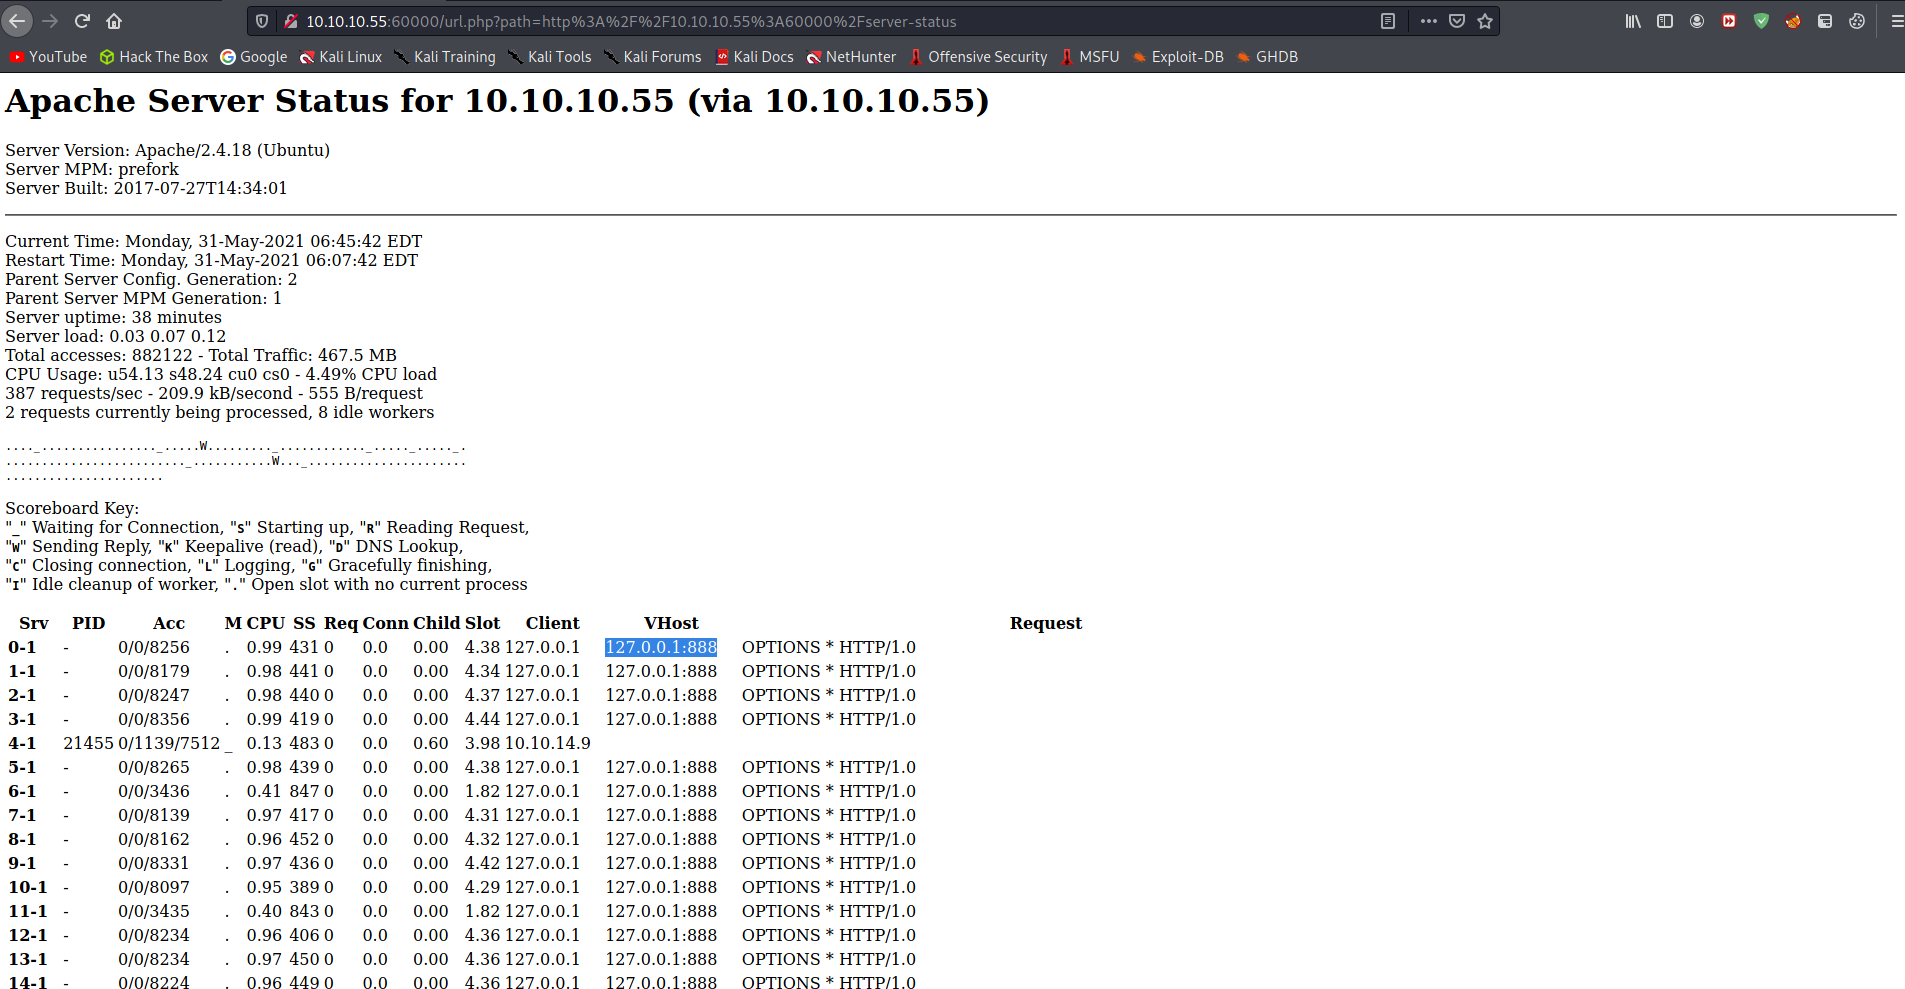 10.10.10.55:60000/url.php?path=http%3A%2F%2F10.10.10.55%3A60000%2Fserver-status
YouTube Hack The Box Google Kali Linux Kali Training Kali Tools Kali Forums Kali Docs NetHunter Offensive Security MSFU Exploit-DB GHDB
Apache Server Status for 10.10.10.55 (via 10.10.10.55)
Server Version: Apache/2.4.18 (Ubuntu)
Server MPM: prefork
Server Built: 2017-07-27T14:34:01
Current Time: Monday, 31-May-2021 06:45:42 EDT
Restart Time: Monday, 31-May-2021 06:07:42 EDT
Parent Server Config. Generation: 2
Parent Server MPM Generation: 1
Server uptime: 38 minutes
Server load: 0.03 0.07 0.12
Total accesses: 882122 - Total Traffic: 467.5 MB
CPU Usage: u54.13 s48.24 cu0 cs0 - 4.49% CPU load
387 requests/sec - 209.9 kB/second - 555 B/request
2 requests currently being processed, 8 idle workers
...._................_.....W........._............_....._....._.
........................._...........W..._......................
......................
Scoreboard Key:
"_" Waiting for Connection, "S" Starting up, "R" Reading Request,
"W" Sending Reply, "K" Keepalive (read), "D" DNS Lookup,
"C" Closing connection, "L" Logging, "G" Gracefully finishing,
"I" Idle cleanup of worker, "." Open slot with no current process
Srv PID Acc M CPU SS Req Conn Child Slot Client VHost Request
0-1 - 0/0/8256 . 0.99 431 0 0.0 0.00 4.38 127.0.0.1 127.0.0.1:888 OPTIONS * HTTP/1.0
1-1 - 0/0/8179 . 0.98 441 0 0.0 0.00 4.34 127.0.0.1 127.0.0.1:888 OPTIONS * HTTP/1.0
2-1 - 0/0/8247 . 0.98 440 0 0.0 0.00 4.37 127.0.0.1 127.0.0.1:888 OPTIONS * HTTP/1.0
3-1 - 0/0/8356 . 0.99 419 0 0.0 0.00 4.44 127.0.0.1 127.0.0.1:888 OPTIONS * HTTP/1.0
4-1 21455 0/1139/7512 _ 0.13 483 0 0.0 0.60 3.98 10.10.14.9
5-1 - 0/0/8265 . 0.98 439 0 0.0 0.00 4.38 127.0.0.1 127.0.0.1:888 OPTIONS * HTTP/1.0
6-1 - 0/0/3436 . 0.41 847 0 0.0 0.00 1.82 127.0.0.1 127.0.0.1:888 OPTIONS * HTTP/1.0
7-1 - 0/0/8139 . 0.97 417 0 0.0 0.00 4.31 127.0.0.1 127.0.0.1:888 OPTIONS * HTTP/1.0
8-1 - 0/0/8162 . 0.96 452 0 0.0 0.00 4.32 127.0.0.1 127.0.0.1:888 OPTIONS * HTTP/1.0
9-1 - 0/0/8331 . 0.97 436 0 0.0 0.00 4.42 127.0.0.1 127.0.0.1:888 OPTIONS * HTTP/1.0
10-1 - 0/0/8097 . 0.95 389 0 0.0 0.00 4.29 127.0.0.1 127.0.0.1:888 OPTIONS * HTTP/1.0
11-1 - 0/0/3435 . 0.40 843 0 0.0 0.00 1.82 127.0.0.1 127.0.0.1:888 OPTIONS * HTTP/1.0
12-1 - 0/0/8234 . 0.96 406 0 0.0 0.00 4.36 127.0.0.1 127.0.0.1:888 OPTIONS * HTTP/1.0
13-1 - 0/0/8234 . 0.97 450 0 0.0 0.00 4.36 127.0.0.1 127.0.0.1:888 OPTIONS * HTTP/1.0
14-1 - 0/0/8224 . 0.96 449 0 0.0 0.00 4.36 127.0.0.1 127.0.0.1:888 OPTIONS * HTTP/1.0